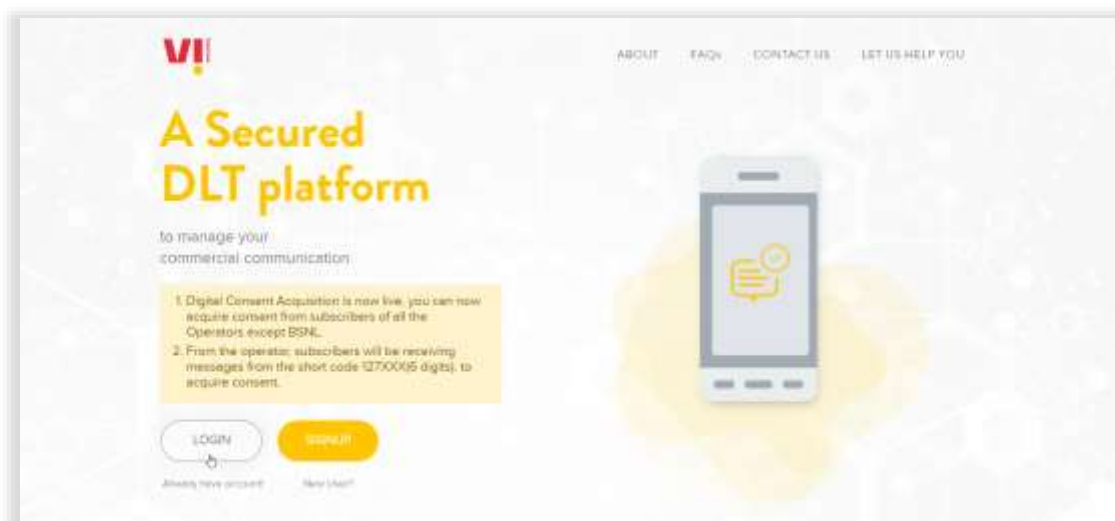 VI
ABOUT FAQs CONTACT US LET US HELP YOU
A Secured
DLT platform
to manage your
commercial communication
1. Digital Consent Acquisition is now live. you can now
acquire consent from subscribers of all the
Operators except BSNL.
2. From the operator, subscribers will be receiving
messages from the short code 127XXX(6 digits). to
acquire consent.
LOGIN SIGNUP
Already have account New User?